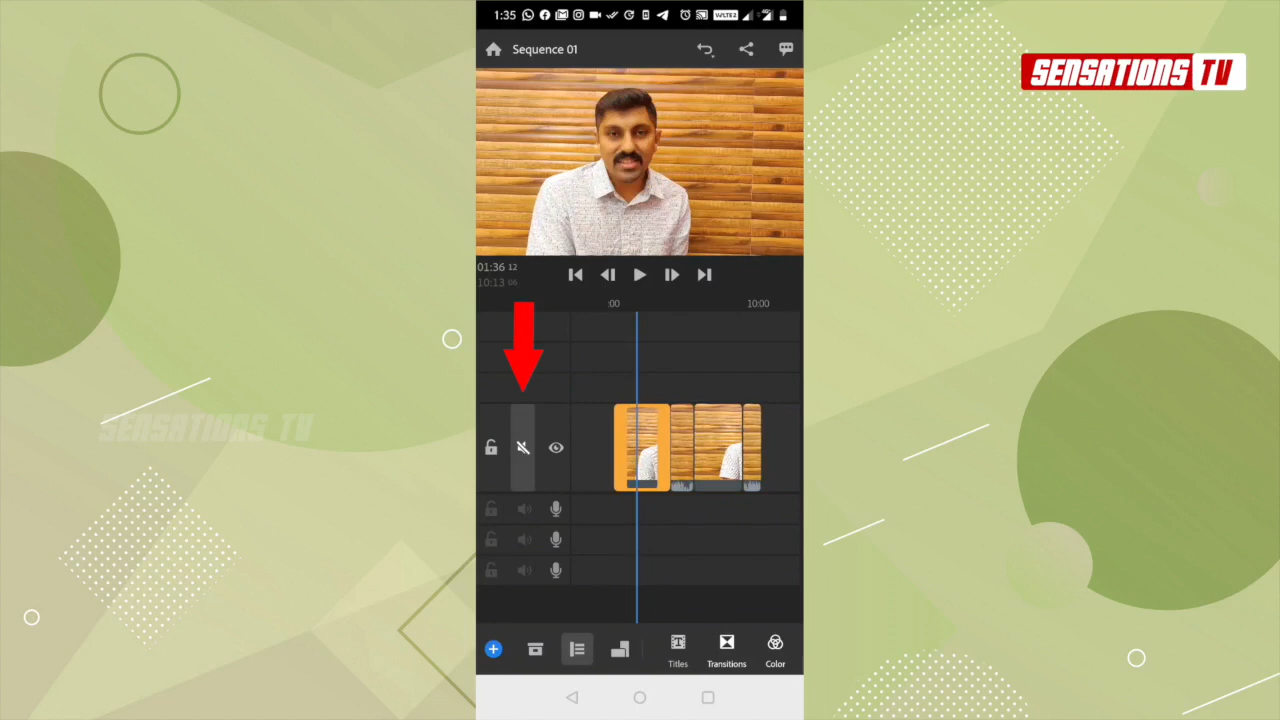 1:35
VoLTE2
4G
Sequence 01
SENSATIONS TV
01:36 12
10:13 06
:00
10:00
SENSATIONS TV
Titles
Transitions
Color